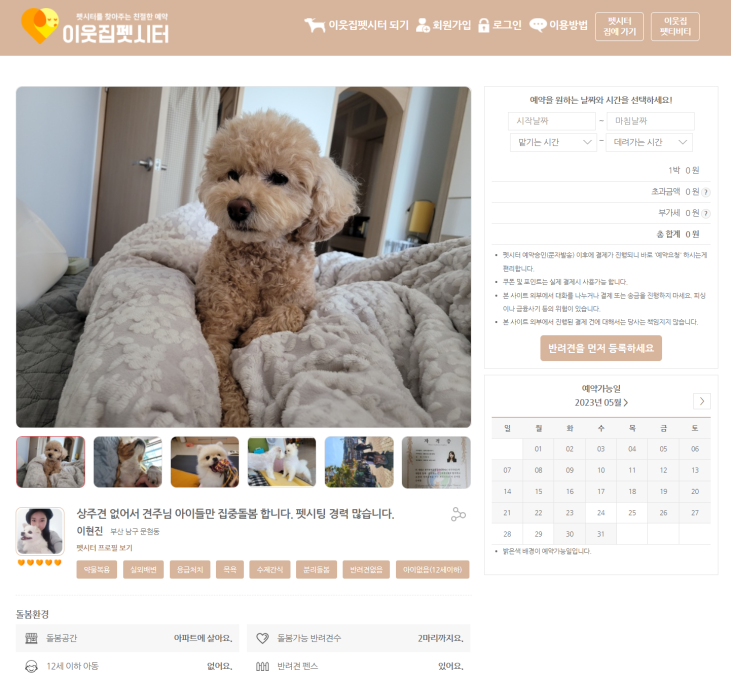 펫시터를 찾아주는 친절한 예약
이웃집펫시터
이웃집펫시터 되기 회원가입 로그인 이용방법
펫시터
집에 가기
이웃집
펫티비티
예약을 원하는 날짜와 시간을 선택하세요!
시작날짜 ~ 마침날짜
맡기는 시간 ~ 데려가는 시간
1박 0 원
초과금액 0 원 ?
부가세 0 원 ?
총 합계 0 원
• 펫시터 예약승인(문자발송) 이후에 결제가 진행되니 바로 '예약요청' 하시는게
편리합니다.
• 쿠폰 및 포인트는 실제 결제시 사용가능 합니다.
• 본 사이트 외부에서 대화를 나누거나 결제 또는 송금을 진행하지 마세요. 피싱
이나 금융사기 등의 위험이 있습니다.
• 본 사이트 외부에서 진행된 결제 건에 대해서는 당사는 책임지지 않습니다.
반려견을 먼저 등록하세요
예약가능일
2023년 05월 >
일 월 화 수 목 금 토
01 02 03 04 05 06
07 08 09 10 11 12 13
14 15 16 17 18 19 20
21 22 23 24 25 26 27
28 29 30 31
• 밝은색 배경이 예약가능일입니다.
상주견 없어서 견주님 아이들만 집중돌봄 합니다. 펫시팅 경력 많습니다.
이현진 부산 남구 문현동
펫시터 프로필 보기
약물복용 실외배변 응급처치 목욕 수제간식 분리돌봄 반려견없음 아이없음(12세이하)
돌봄환경
돌봄공간 아파트에 살아요.
돌봄가능 반려견수 2마리까지요.
12세 이하 아동 없어요.
반려견 펜스 있어요.